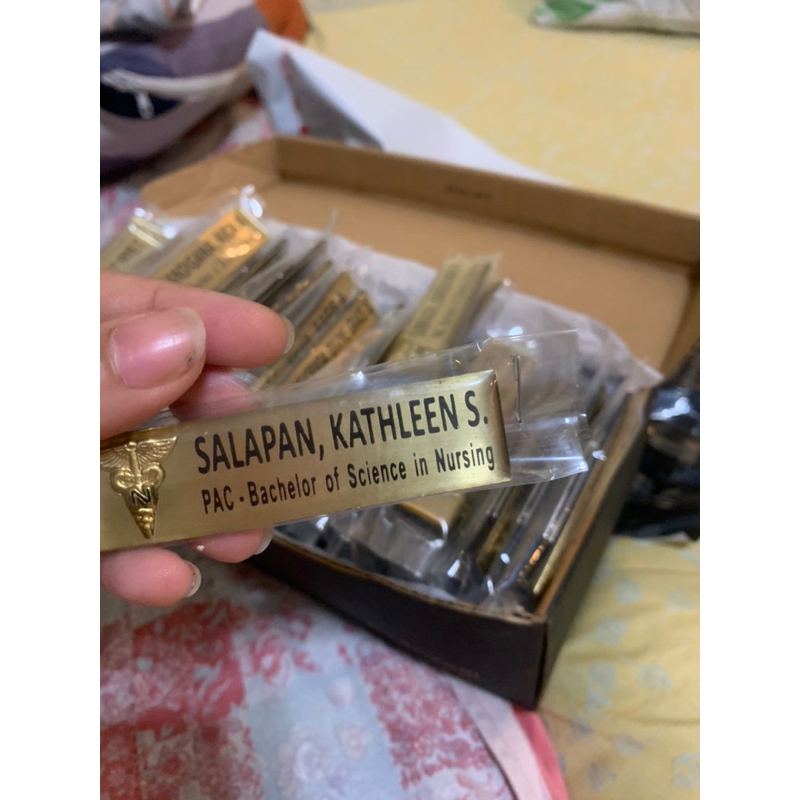 SALAPAN, KATHLEEN S.
PAC - Bachelor of Science in Nursing
N